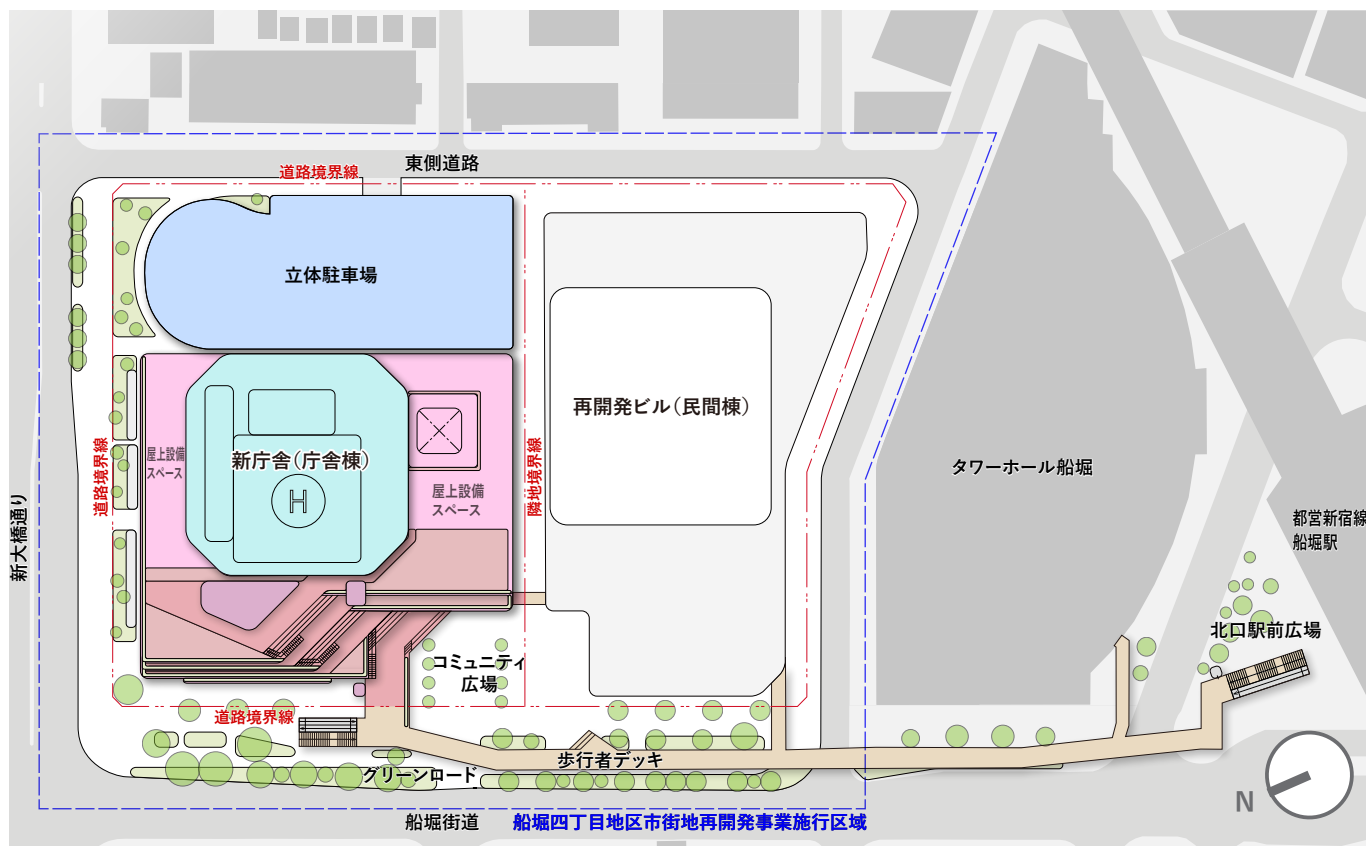 東側道路
道路境界線
立体駐車場
再開発ビル（民間棟）
新庁舎（庁舎棟）
屋上設備
スペース
屋上設備
スペース
H
道路境界線
隣地境界線
タワーホール船堀
新大橋通り
都営新宿線
船堀駅
北口駅前広場
コミュニティ
広場
道路境界線
歩行者デッキ
グリーンロード
船堀街道
船堀四丁目地区市街地再開発事業施行区域
N